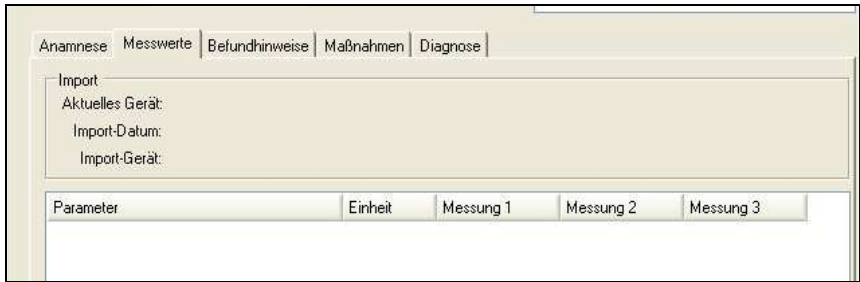 Anamnese Messwerte Befundhinweise Maßnahmen Diagnose
Import
Aktuelles Gerät:
Import-Datum:
Import-Gerät:
Parameter Einheit Messung 1 Messung 2 Messung 3